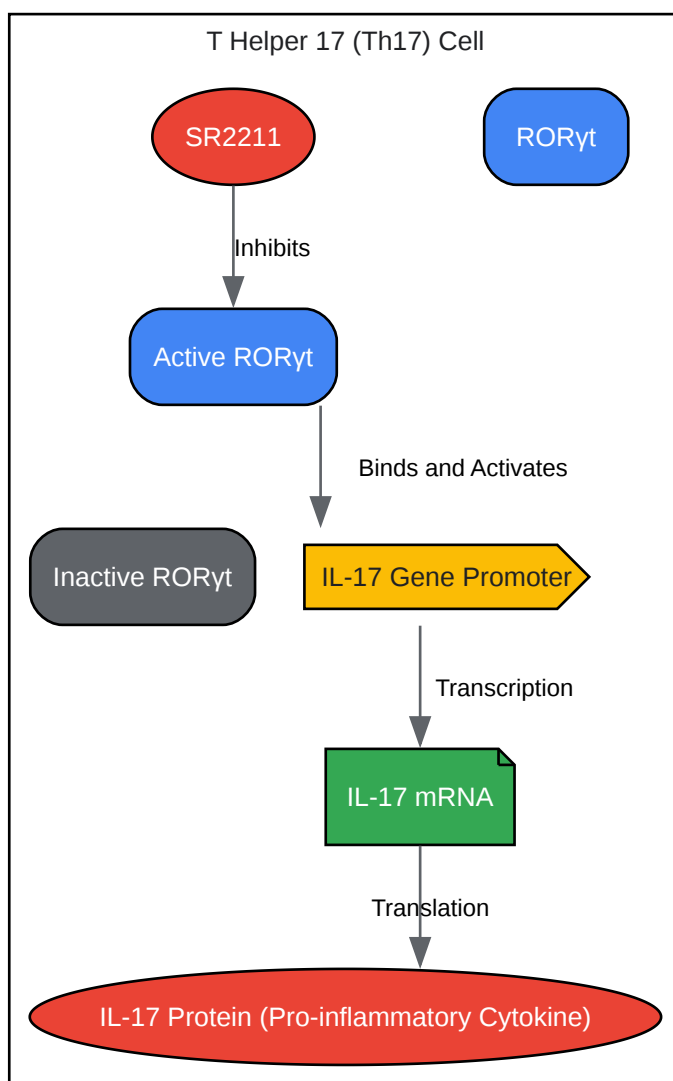 T Helper 17 (Th17) Cell
SR2211
RORγt
Inhibits
Active RORγt
Binds and Activates
Inactive RORγt
IL-17 Gene Promoter
Transcription
IL-17 mRNA
Translation
IL-17 Protein (Pro-inflammatory Cytokine)